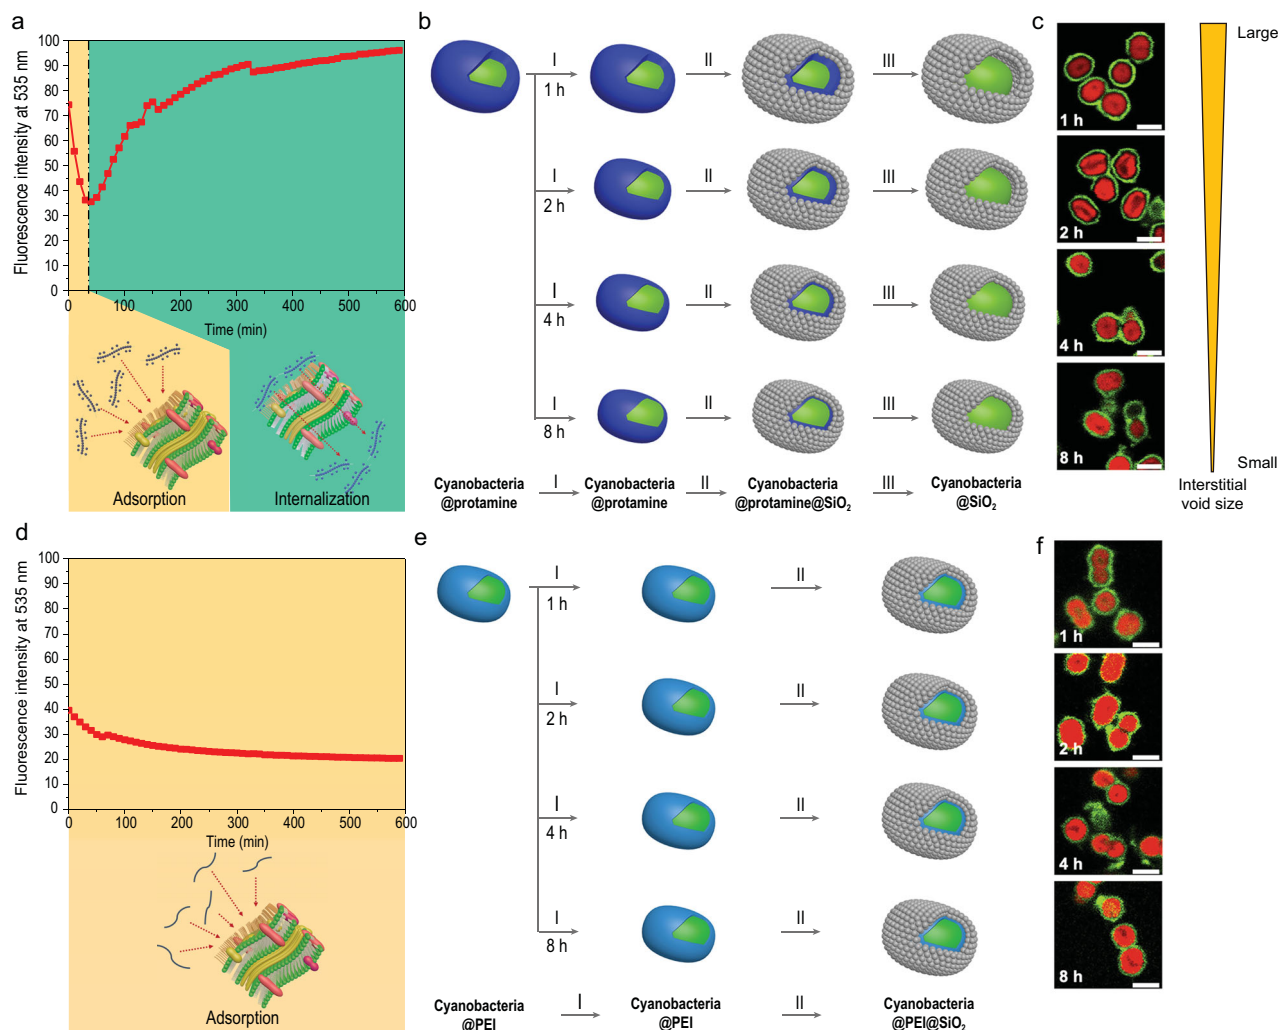 a
Fluorescence intensity at 535 nm
100
90
80
70
60
50
40
30
20
10
0
0 100 200 300 400 500 600
Time (min)
Adsorption
Internalization
b
I II III
1 h
I II III
2 h
I II III
4 h
I II III
8 h
Cyanobacteria
@protamine
I
Cyanobacteria
@protamine
II
Cyanobacteria
@protamine@SiO₂
III
Cyanobacteria
@SiO₂
c
1 h
2 h
4 h
8 h
Large
Small
Interstitial
void size
d
Fluorescence intensity at 535 nm
100
90
80
70
60
50
40
30
20
10
0
0 100 200 300 400 500 600
Time (min)
Adsorption
e
I II
1 h
I II
2 h
I II
4 h
I II
8 h
Cyanobacteria
@PEI
I
Cyanobacteria
@PEI
II
Cyanobacteria
@PEI@SiO₂
f
1 h
2 h
4 h
8 h